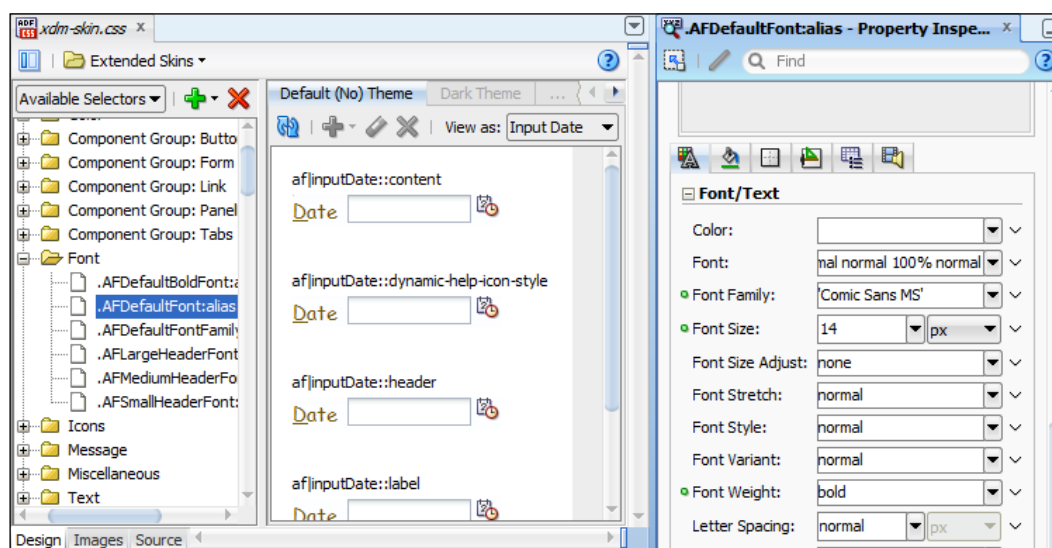 ADF
CSS
xdm-skin.css x
Extended Skins
Available Selectors
Component Group: Butto
Component Group: Form
Component Group: Link
Component Group: Panel
Component Group: Tabs
Font
.AFDefaultBoldFont:a
.AFDefaultFont:alias
.AFDefaultFontFamily
.AFLargeHeaderFont
.AFMediumHeaderFo
.AFSmallHeaderFont:
Icons
Message
Miscellaneous
Text
Design Images Source
Default (No) Theme Dark Theme ...
View as: Input Date
af|inputDate::content
Date
af|inputDate::dynamic-help-icon-style
Date
af|inputDate::header
Date
af|inputDate::label
Date
.AFDefaultFont:alias - Property Inspe... x
Find
Font/Text
Color:
Font: nal normal 100% normal
Font Family: 'Comic Sans MS'
Font Size: 14 px
Font Size Adjust: none
Font Stretch: normal
Font Style: normal
Font Variant: normal
Font Weight: bold
Letter Spacing: normal px